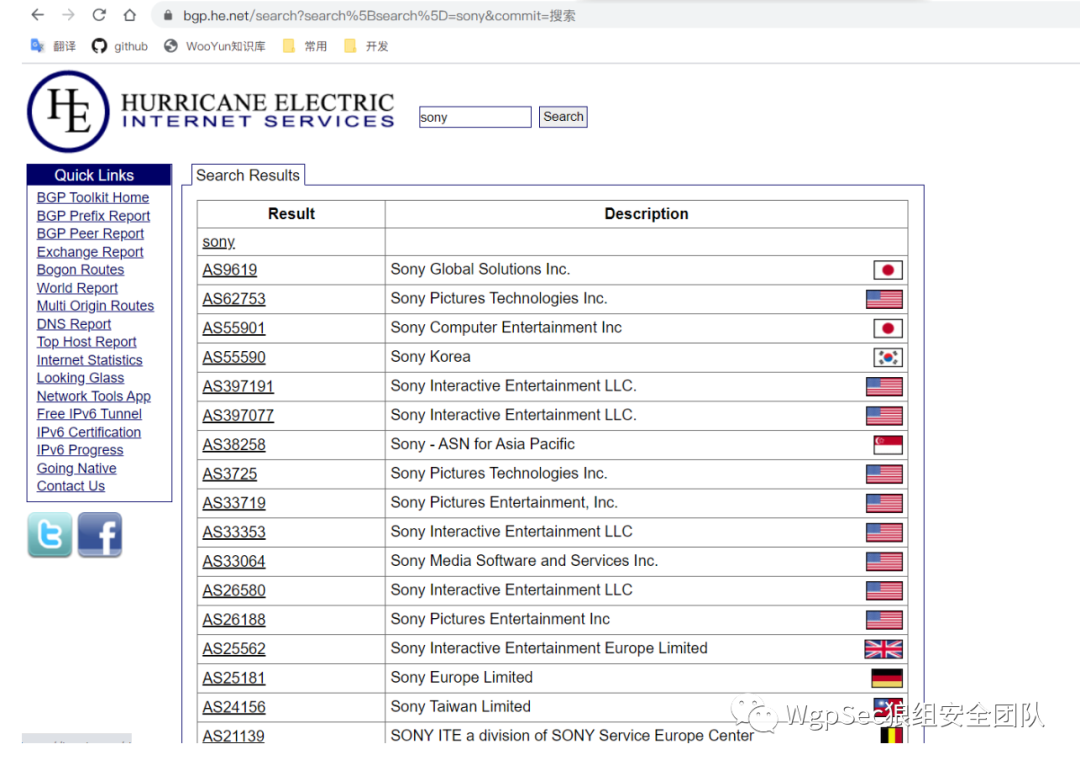 bgp.he.net/search?search%5Bsearch%5D=sony&commit=搜索
翻译 github WooYun知识库 常用 开发
HE HURRICANE ELECTRIC
INTERNET SERVICES
sony Search
Quick Links
BGP Toolkit Home
BGP Prefix Report
BGP Peer Report
Exchange Report
Bogon Routes
World Report
Multi Origin Routes
DNS Report
Top Host Report
Internet Statistics
Looking Glass
Network Tools App
Free IPv6 Tunnel
IPv6 Certification
IPv6 Progress
Going Native
Contact Us
Search Results
Result Description
sony
AS9619 Sony Global Solutions Inc.
AS62753 Sony Pictures Technologies Inc.
AS55901 Sony Computer Entertainment Inc
AS55590 Sony Korea
AS397191 Sony Interactive Entertainment LLC.
AS397077 Sony Interactive Entertainment LLC.
AS38258 Sony - ASN for Asia Pacific
AS3725 Sony Pictures Technologies Inc.
AS33719 Sony Pictures Entertainment, Inc.
AS33353 Sony Interactive Entertainment LLC
AS33064 Sony Media Software and Services Inc.
AS26580 Sony Interactive Entertainment LLC
AS26188 Sony Pictures Entertainment Inc
AS25562 Sony Interactive Entertainment Europe Limited
AS25181 Sony Europe Limited
AS24156 Sony Taiwan Limited
AS21139 SONY ITE a division of SONY Service Europe Center
WgpSec狼组安全团队